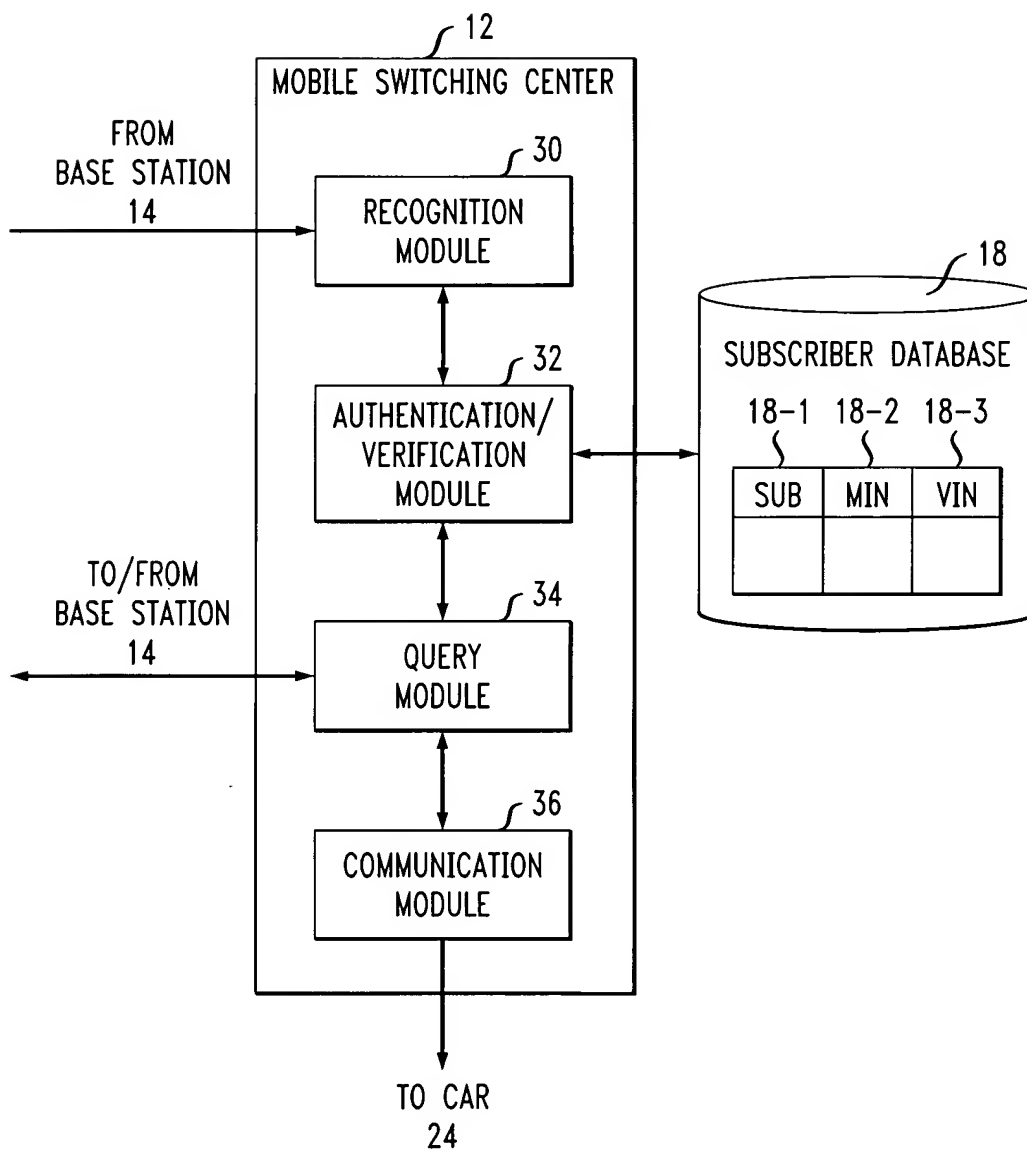 12
MOBILE SWITCHING CENTER
FROM
BASE STATION
14
30
RECOGNITION
MODULE
18
SUBSCRIBER DATABASE
18-1 18-2 18-3
SUB MIN VIN
32
AUTHENTICATION/
VERIFICATION
MODULE
TO/FROM
BASE STATION
14
34
QUERY
MODULE
36
COMMUNICATION
MODULE
TO CAR
24